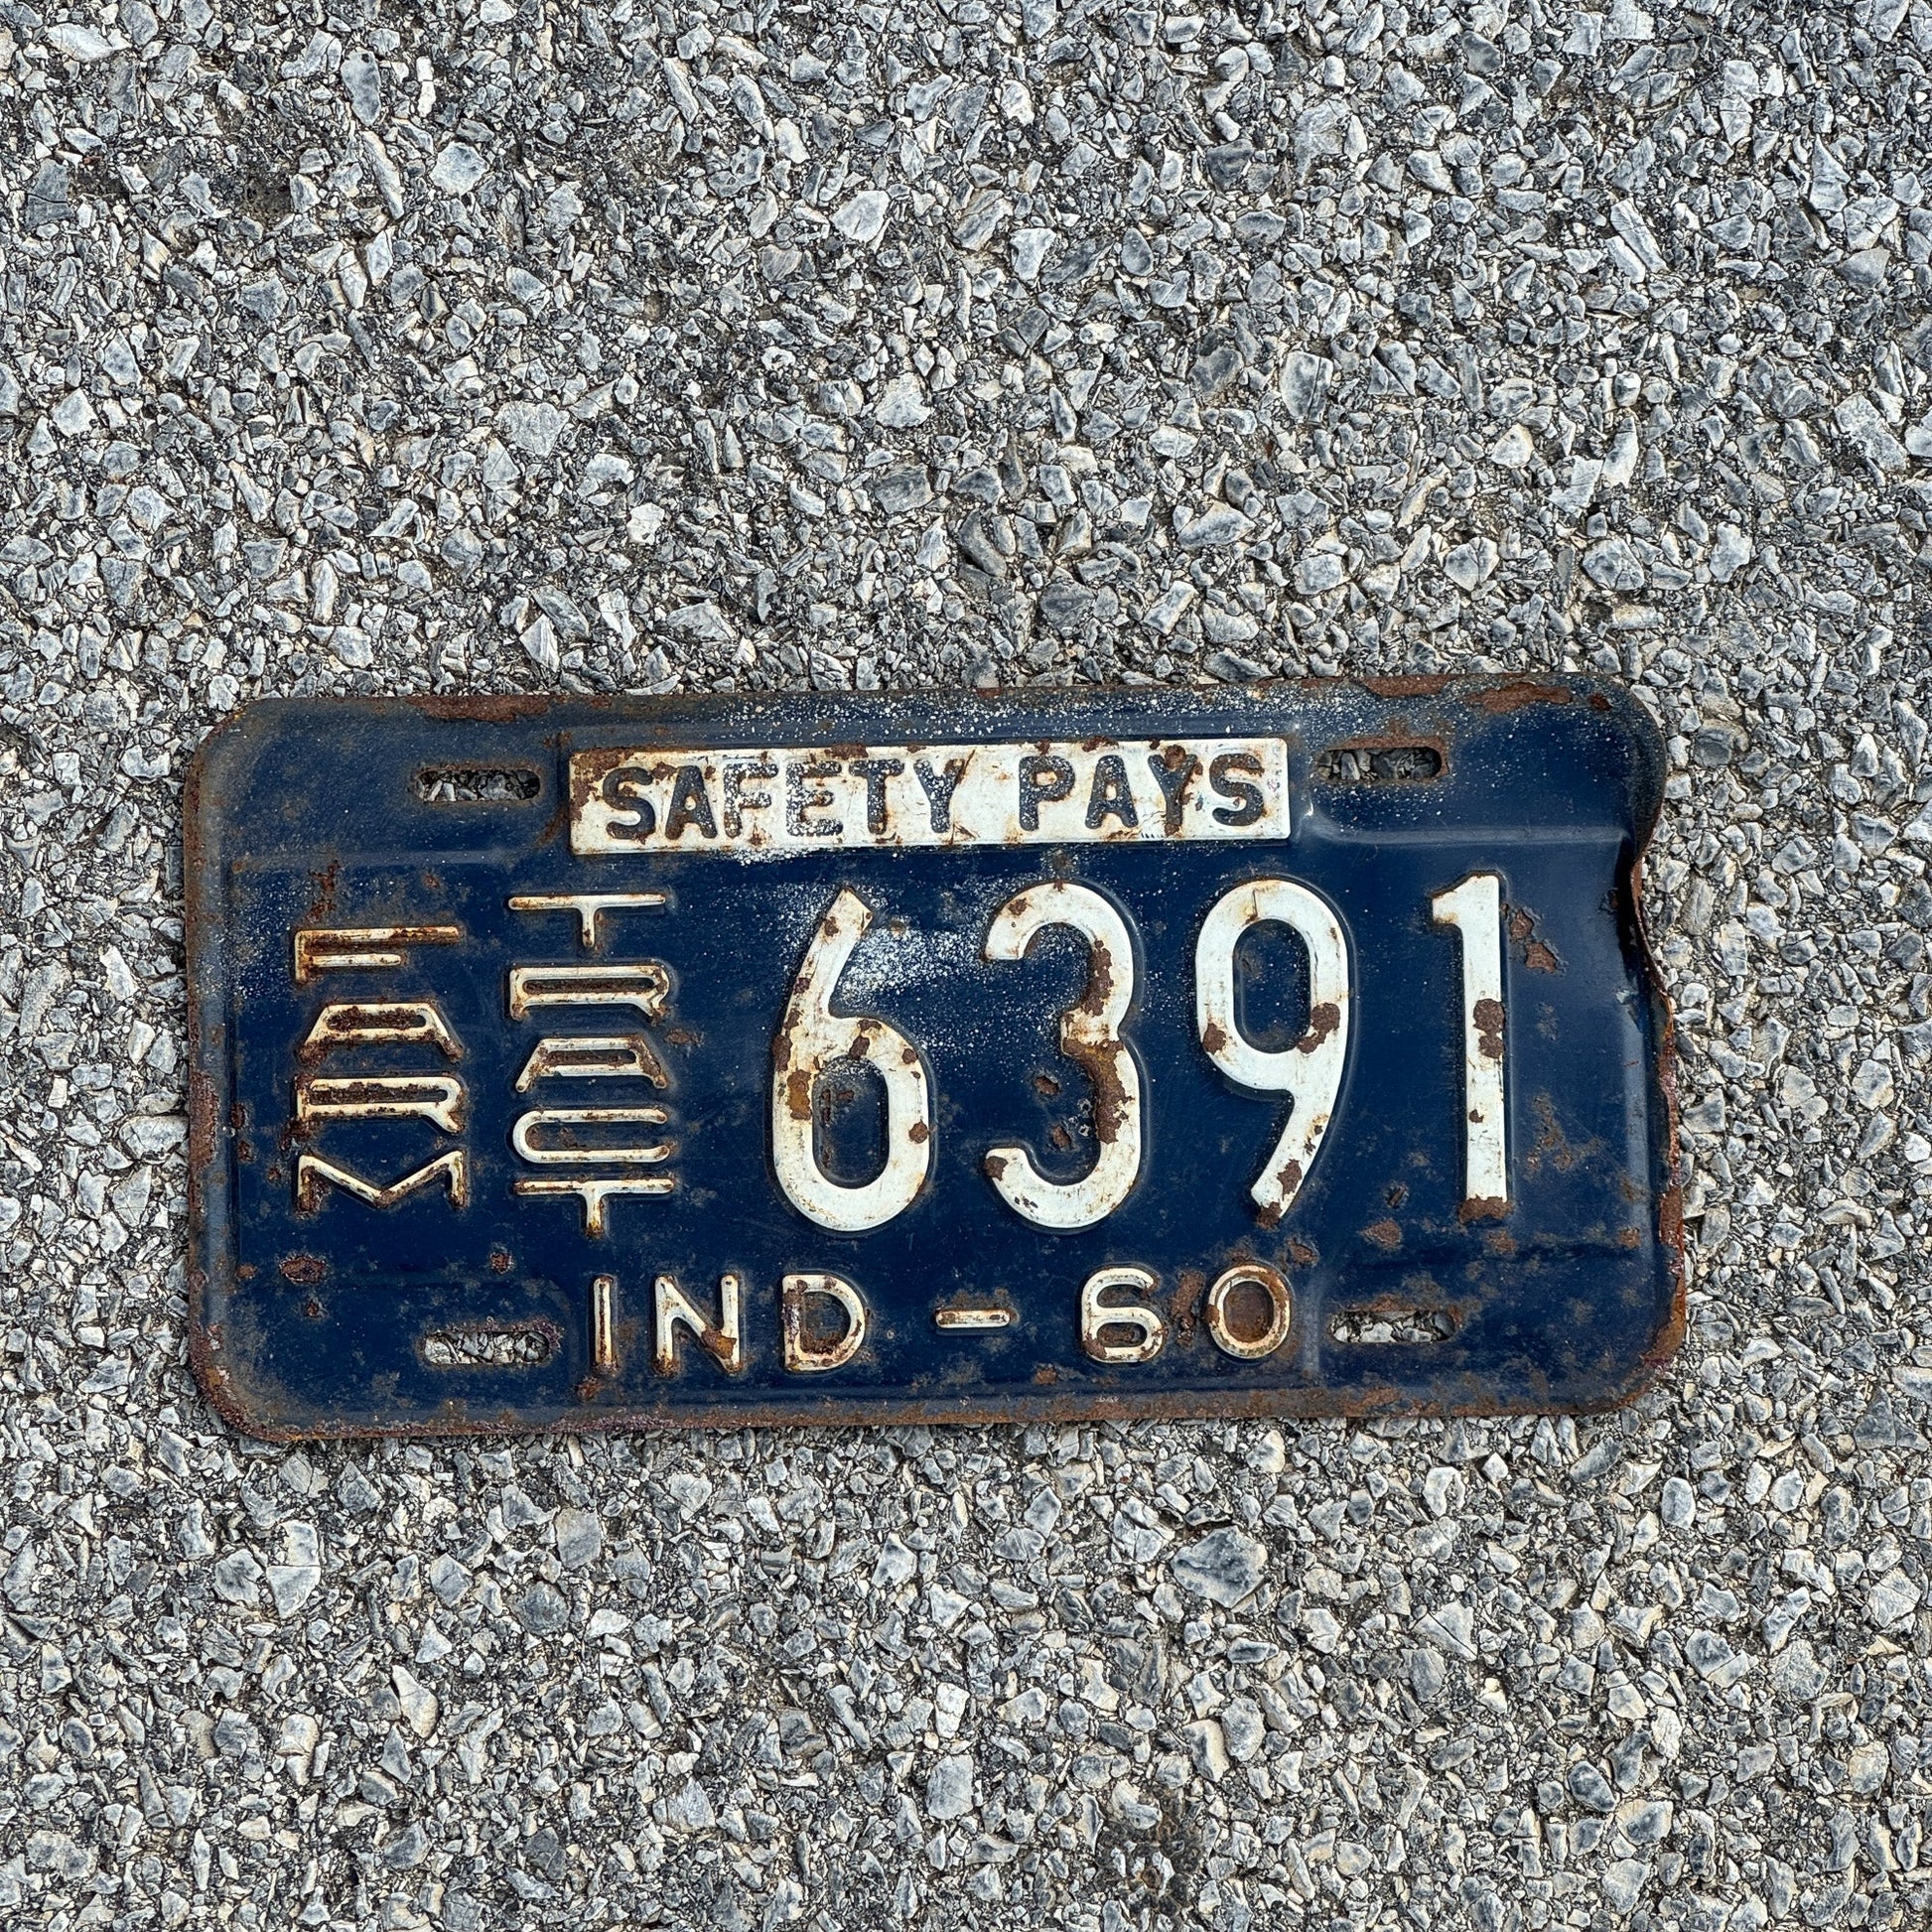 SAFETY PAYS
FARM
TRACT
6391
IND - 60